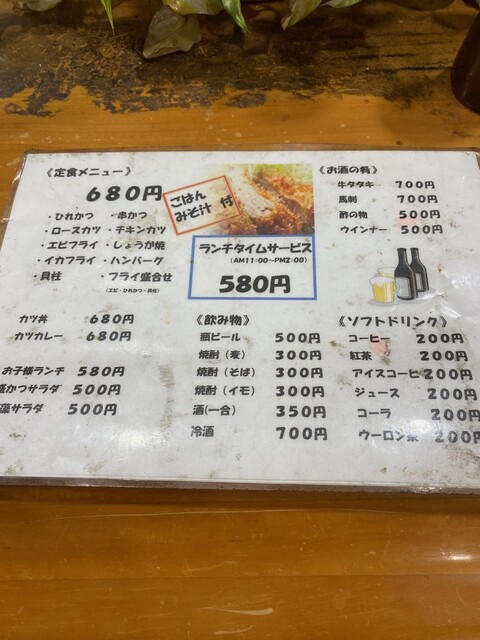 《定食メニュー》
680円
ごはん
みそ汁 付
・ひれかつ ・串かつ
・ロースカツ ・チキンカツ
・エビフライ ・しょうが焼
・イカフライ ・ハンバーグ
・貝柱 ・フライ盛合せ
(エビ・ひれかつ・貝柱)
ランチタイムサービス
(AM11:00~PM2:00)
580円
《お酒の肴》
牛タタキ 700円
馬刺 700円
酢の物 500円
ウインナー 500円
カツ丼 680円
カツカレー 680円
お子様ランチ 580円
かつサラダ 500円
藻サラダ 500円
《飲み物》
瓶ビール 500円
焼酎(麦) 300円
焼酎(そば) 300円
焼酎(イモ) 300円
酒(一合) 350円
冷酒 700円
《ソフトドリンク》
コーヒー 200円
紅茶 200円
アイスコーヒ 200円
ジュース 200円
コーラ 200円
ウーロン茶 200円